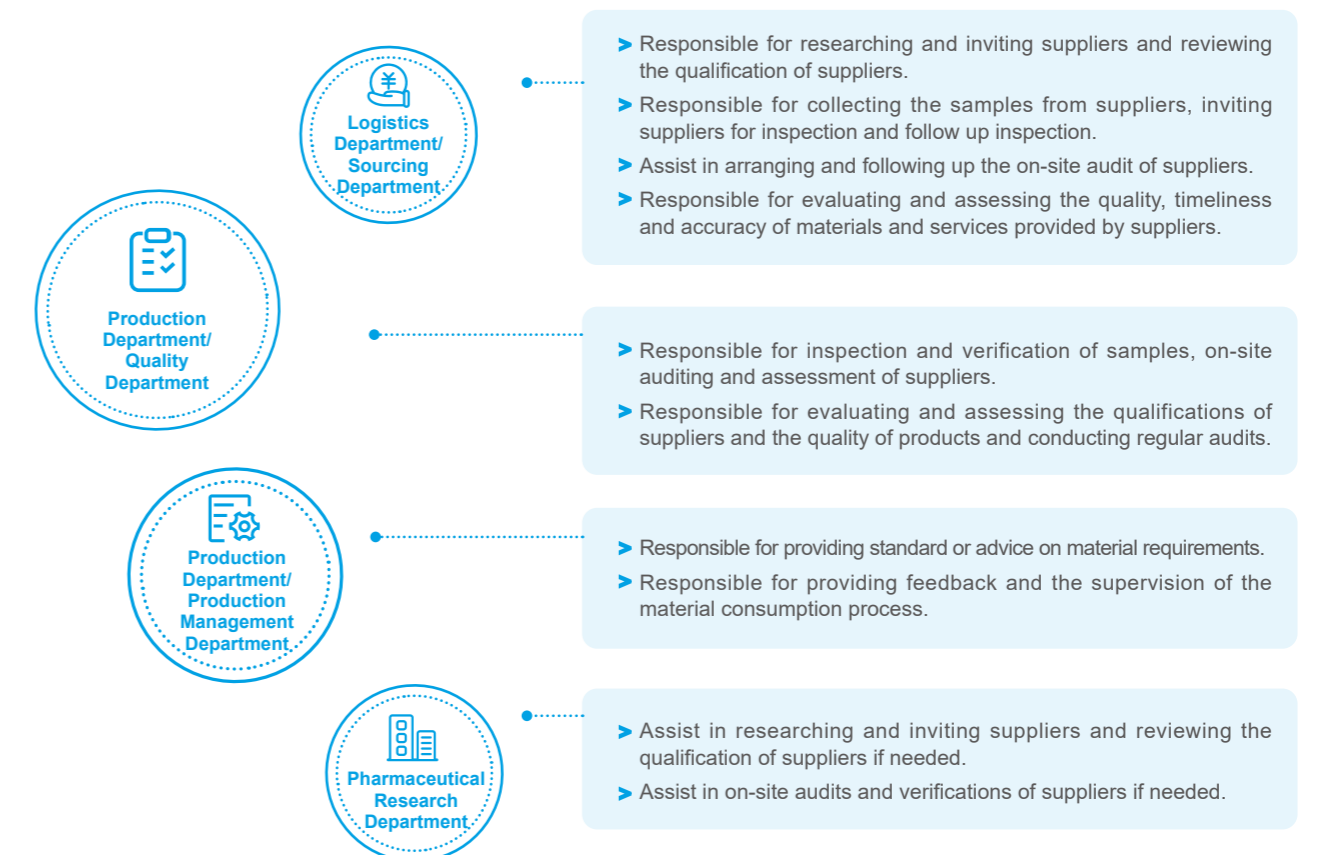 Logistics
Department/
Sourcing
Department
> Responsible for researching and inviting suppliers and reviewing
the qualification of suppliers.
> Responsible for collecting the samples from suppliers, inviting
suppliers for inspection and follow up inspection.
> Assist in arranging and following up the on-site audit of suppliers.
> Responsible for evaluating and assessing the quality, timeliness
and accuracy of materials and services provided by suppliers.
Production
Department/
Quality
Department
> Responsible for inspection and verification of samples, on-site
auditing and assessment of suppliers.
> Responsible for evaluating and assessing the qualifications of
suppliers and the quality of products and conducting regular audits.
Production
Department/
Production
Management
Department
> Responsible for providing standard or advice on material requirements.
> Responsible for providing feedback and the supervision of the
material consumption process.
Pharmaceutical
Research
Department
> Assist in researching and inviting suppliers and reviewing the
qualification of suppliers if needed.
> Assist in on-site audits and verifications of suppliers if needed.